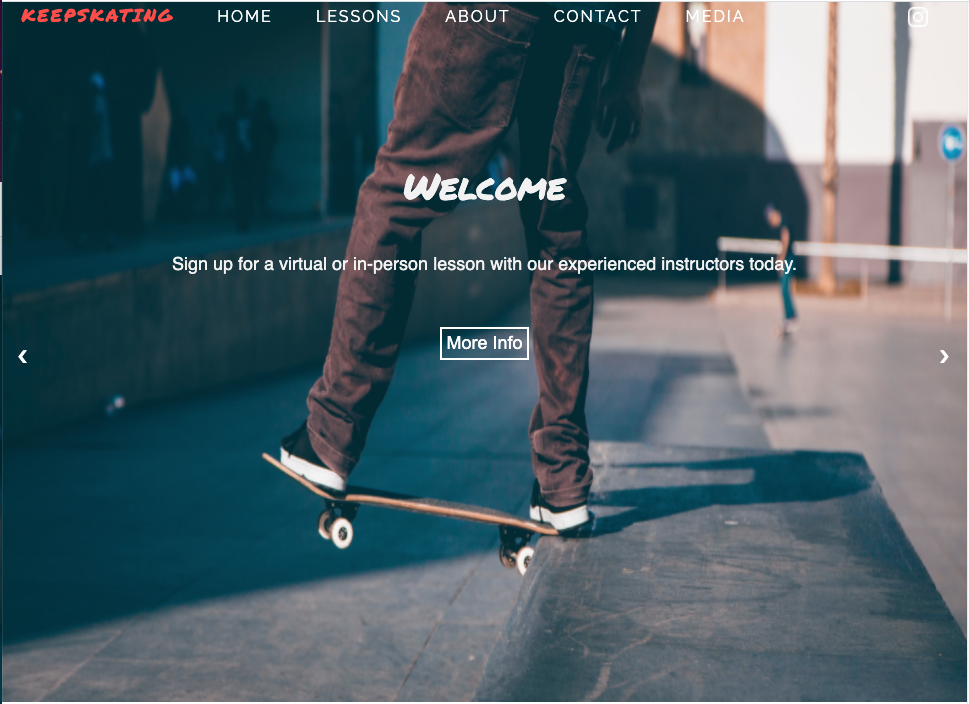 KEEPSKATING HOME LESSONS ABOUT CONTACT MEDIA
Welcome
Sign up for a virtual or in-person lesson with our experienced instructors today.
More Info